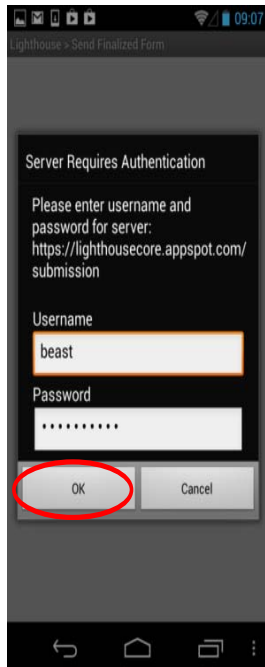 09:07
Lighthouse > Send Finalized Form
Server Requires Authentication
Please enter username and
password for server:
https://lighthousecore.appspot.com/
submission
Username
beast
Password
••••••••••
OK
Cancel